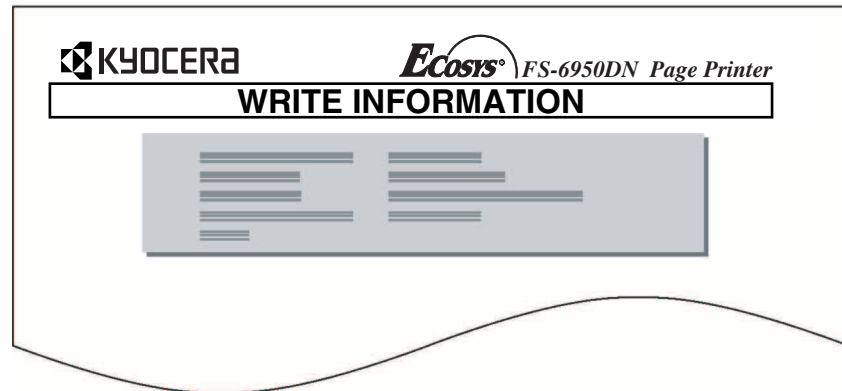 KYOCERA ECOSYS FS-6950DN Page Printer
WRITE INFORMATION